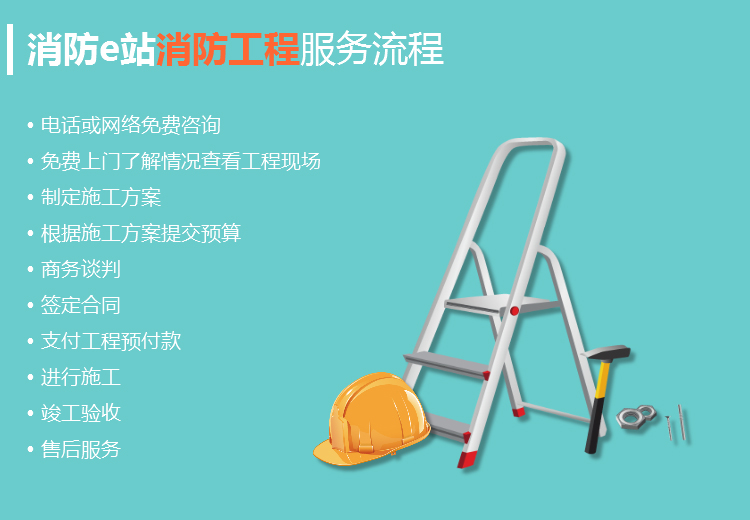 消防e站消防工程服务流程
• 电话或网络免费咨询
• 免费上门了解情况查看工程现场
• 制定施工方案
• 根据施工方案提交预算
• 商务谈判
• 签定合同
• 支付工程预付款
• 进行施工
• 竣工验收
• 售后服务